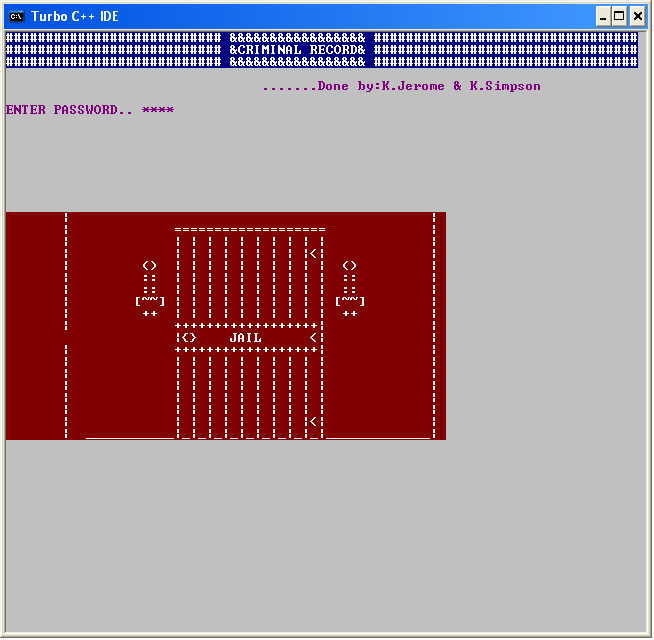 Turbo C++ IDE
########################### &&&&&&&&&&&&&&&&& #################################
########################### &CRIMINAL RECORD& #################################
########################### &&&&&&&&&&&&&&&&& #################################
.......Done by:K.Jerome & K.Simpson
ENTER PASSWORD.. ****
===================
<
<> <>
:: ::
:: ::
[~~] [~~]
++ ++
++++++++++++++++++
¦<> JAIL <¦
++++++++++++++++++
<